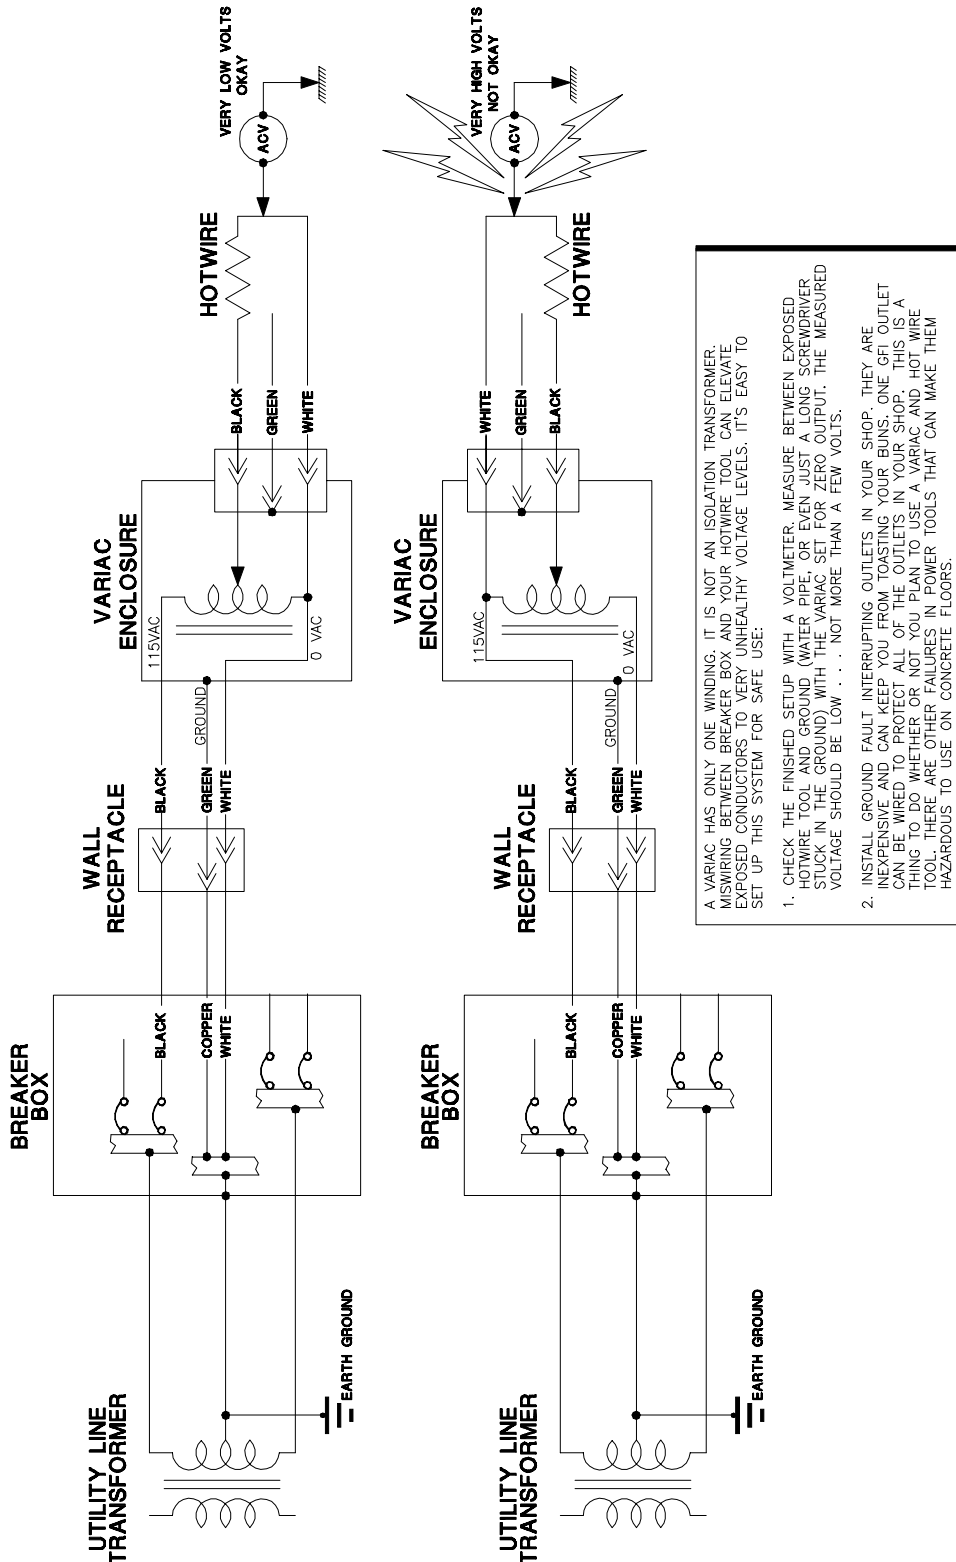 UTILITY LINE
TRANSFORMER
EARTH GROUND
BREAKER
BOX
BLACK
COPPER
WHITE
WALL
RECEPTACLE
BLACK
GREEN
WHITE
GROUND
VARIAC
ENCLOSURE
115VAC
0 VAC
BLACK
GREEN
WHITE
HOTWIRE
ACV
VERY LOW VOLTS
OKAY
UTILITY LINE
TRANSFORMER
EARTH GROUND
BREAKER
BOX
BLACK
COPPER
WHITE
WALL
RECEPTACLE
BLACK
GREEN
WHITE
GROUND
VARIAC
ENCLOSURE
115VAC
0 VAC
WHITE
GREEN
BLACK
HOTWIRE
ACV
VERY HIGH VOLTS
NOT OKAY
A VARIAC HAS ONLY ONE WINDING. IT IS NOT AN ISOLATION TRANSFORMER.
MISWIRING BETWEEN BREAKER BOX AND YOUR HOTWIRE TOOL CAN ELEVATE
EXPOSED CONDUCTORS TO VERY UNHEALTHY VOLTAGE LEVELS. IT'S EASY TO
SET UP THIS SYSTEM FOR SAFE USE:
1. CHECK THE FINISHED SETUP WITH A VOLTMETER. MEASURE BETWEEN EXPOSED
HOTWIRE TOOL AND GROUND (WATER PIPE, OR EVEN JUST A LONG SCREWDRIVER
STUCK IN THE GROUND) WITH THE VARIAC SET FOR ZERO OUTPUT. THE MEASURED
VOLTAGE SHOULD BE LOW . . . NOT MORE THAN A FEW VOLTS.
2. INSTALL GROUND FAULT INTERRUPTING OUTLETS IN YOUR SHOP. THEY ARE
INEXPENSIVE AND CAN KEEP YOU FROM TOASTING YOUR BUNS. ONE GFI OUTLET
CAN BE WIRED TO PROTECT ALL OF THE OUTLETS IN YOUR SHOP. THIS IS A
THING TO DO WHETHER OR NOT YOU PLAN TO USE A VARIAC AND HOT WIRE
TOOL. THERE ARE OTHER FAILURES IN POWER TOOLS THAT CAN MAKE THEM
HAZARDOUS TO USE ON CONCRETE FLOORS.